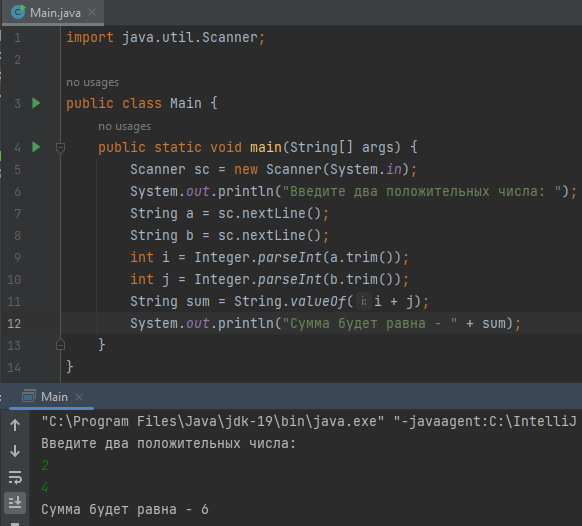 Main.java
1 import java.util.Scanner;
2
no usages
3 public class Main {
no usages
4 public static void main(String[] args) {
5 Scanner sc = new Scanner(System.in);
6 System.out.println("Введите два положительных числа: ");
7 String a = sc.nextLine();
8 String b = sc.nextLine();
9 int i = Integer.parseInt(a.trim());
10 int j = Integer.parseInt(b.trim());
11 String sum = String.valueOf( i: i + j);
12 System.out.println("Сумма будет равна - " + sum);
13 }
14 }
Main
"C:\Program Files\Java\jdk-19\bin\java.exe" "-javaagent:C:\IntelliJ
Введите два положительных числа:
2
4
Сумма будет равна - 6